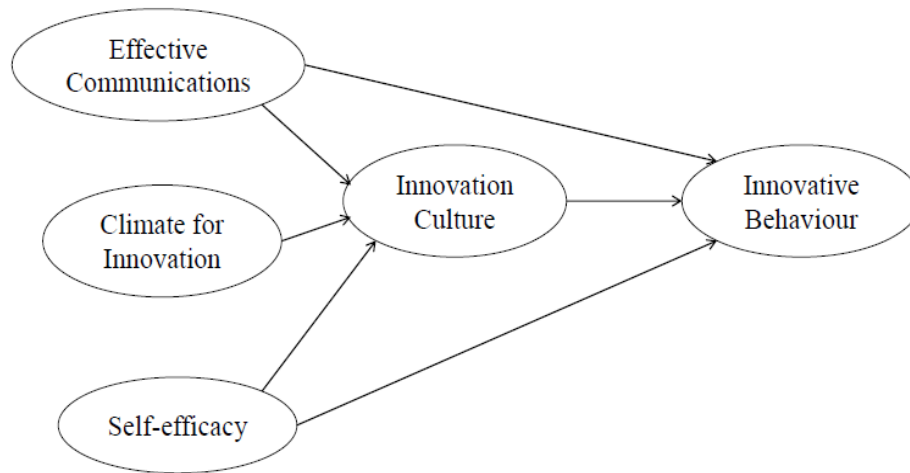 Effective
Communications
Innovation
Culture
Innovative
Behaviour
Climate for
Innovation
Self-efficacy